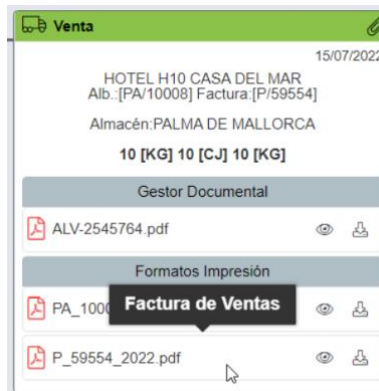 Venta
15/07/2022
HOTEL H10 CASA DEL MAR
Alb.:[PA/10008] Factura:[P/59554]
Almacén:PALMA DE MALLORCA
10 [KG] 10 [CJ] 10 [KG]
Gestor Documental
ALV-2545764.pdf
Formatos Impresión
Factura de Ventas
P_59554_2022.pdf